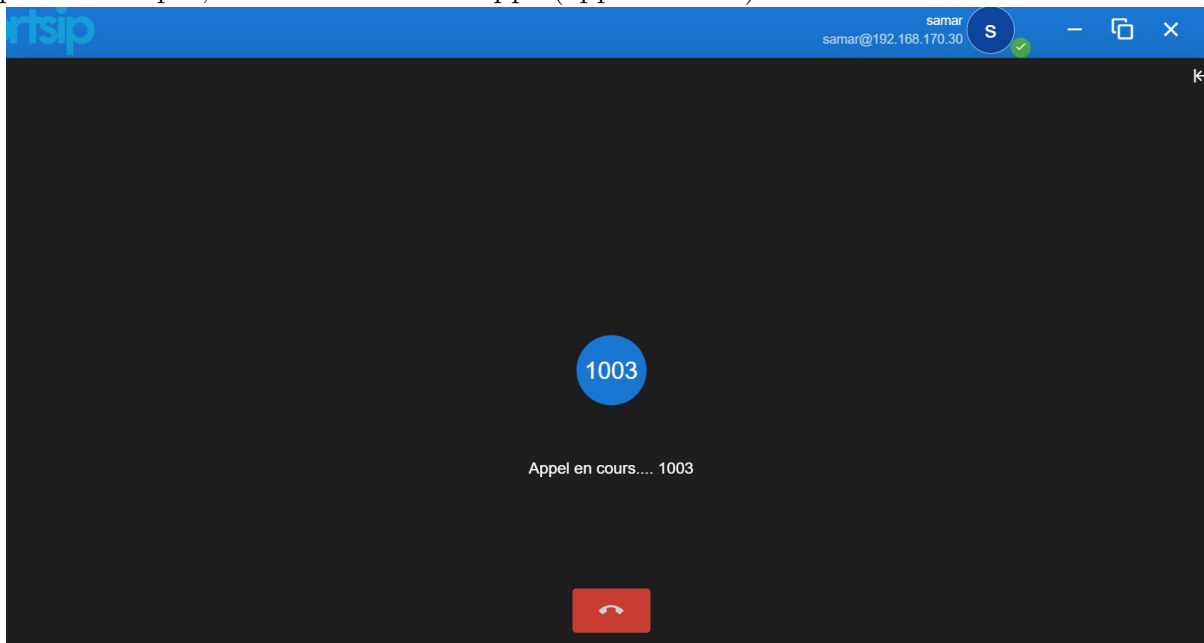 rtsip
samar
samar@192.168.170.30
S
1003
Appel en cours.... 1003